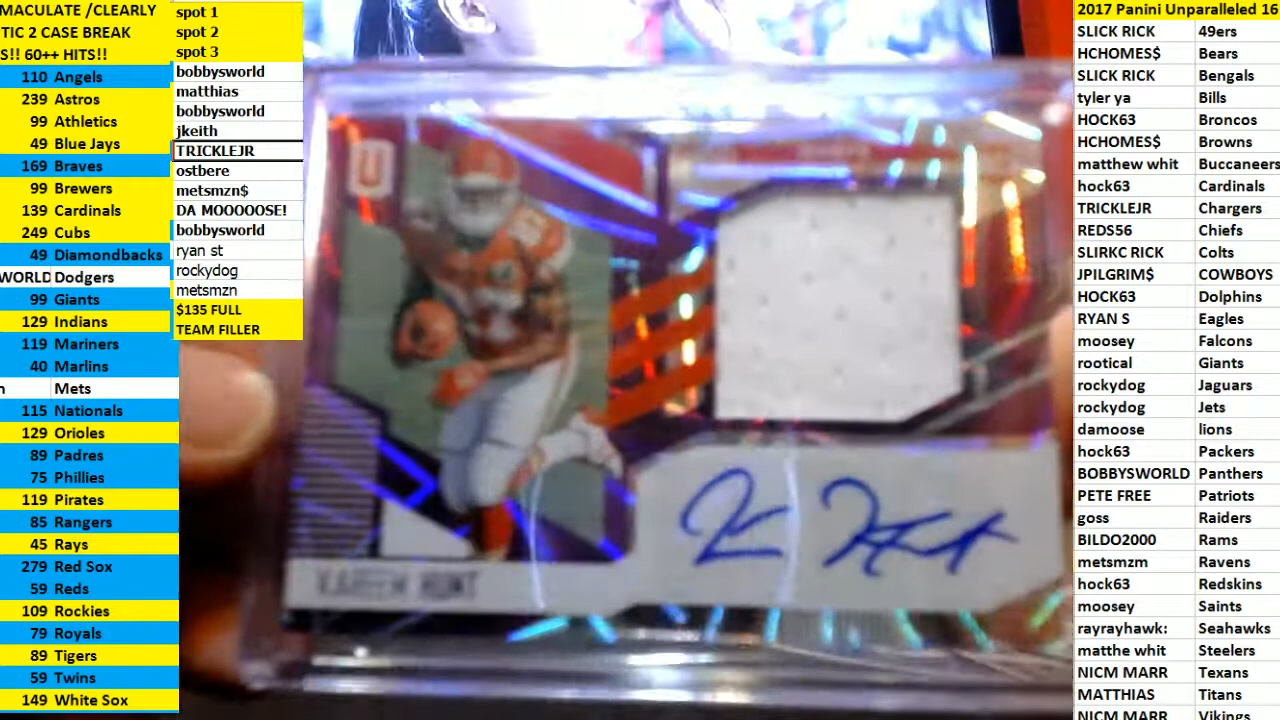 MACULATE /CLEARLY
TIC 2 CASE BREAK
S!! 60++ HITS!!
110 Angels
239 Astros
99 Athletics
49 Blue Jays
169 Braves
99 Brewers
139 Cardinals
249 Cubs
49 Diamondbacks
WORLD Dodgers
99 Giants
129 Indians
119 Mariners
40 Marlins
n Mets
115 Nationals
129 Orioles
89 Padres
75 Phillies
119 Pirates
85 Rangers
45 Rays
279 Red Sox
59 Reds
109 Rockies
79 Royals
89 Tigers
59 Twins
149 White Sox
spot 1
spot 2
spot 3
bobbysworld
matthias
bobbysworld
jkeith
TRICKLEJR
ostbere
metsmzn$
DA MOOOOOSE!
bobbysworld
ryan st
rockydog
metsmzn
$135 FULL
TEAM FILLER
U
KAREEM HUNT
2017 Panini Unparalleled 16
SLICK RICK 49ers
HCHOMES$ Bears
SLICK RICK Bengals
tyler ya Bills
HOCK63 Broncos
HCHOMES$ Browns
matthew whit Buccaneers
hock63 Cardinals
TRICKLEJR Chargers
REDS56 Chiefs
SLIRKC RICK Colts
JPILGRIM$ COWBOYS
HOCK63 Dolphins
RYAN S Eagles
moosey Falcons
rootical Giants
rockydog Jaguars
rockydog Jets
damoose lions
hock63 Packers
BOBBYSWORLD Panthers
PETE FREE Patriots
goss Raiders
BILDO2000 Rams
metsmzm Ravens
hock63 Redskins
moosey Saints
rayrayhawk: Seahawks
matthe whit Steelers
NICM MARR Texans
MATTHIAS Titans
NICM MARR Vikings